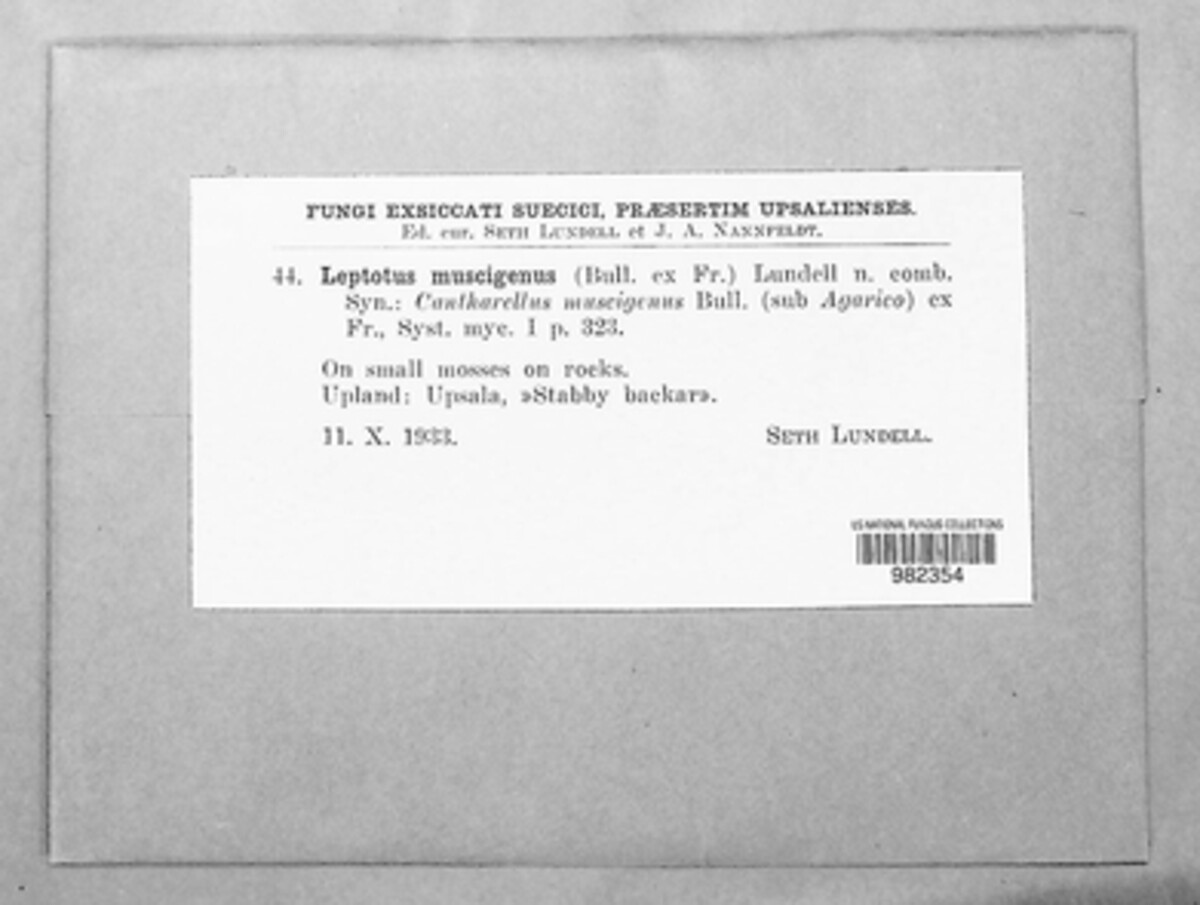 FUNGI EXSICCATI SUECICI, PRÆSERTIM UPSALIENSES.
Ed. cur. SETH LUNDELL et J. A. NANNFELDT.
44. Leptotus muscigenus (Bull. ex Fr.) Lundell n. comb.
Syn.: Cantharellus muscigenus Bull. (sub Agarico) ex
Fr., Syst. myc. I p. 323.
On small mosses on rocks.
Upland: Upsala, »Stabby backar».
11. X. 1933.
SETH LUNDELL.
US NATIONAL FUNGUS COLLECTIONS
982354